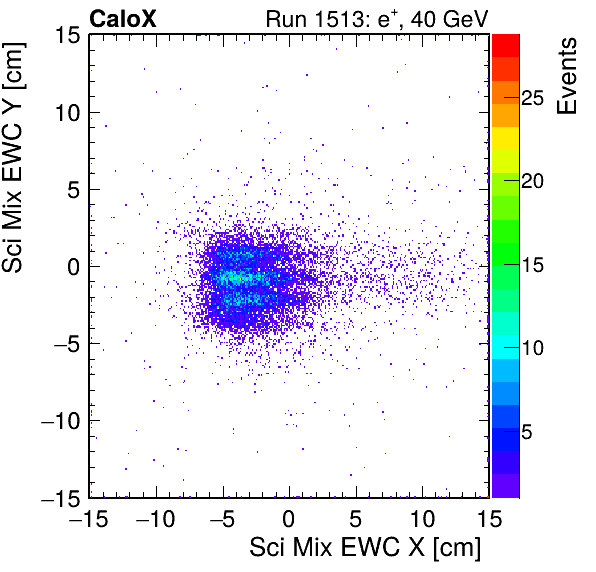 CaloX Run 1513: e+, 40 GeV
Sci Mix EWC Y [cm]
15
10
5
0
−5
−10
−15
−15 −10 −5 0 5 10 15
Sci Mix EWC X [cm]
Events
25
20
15
10
5